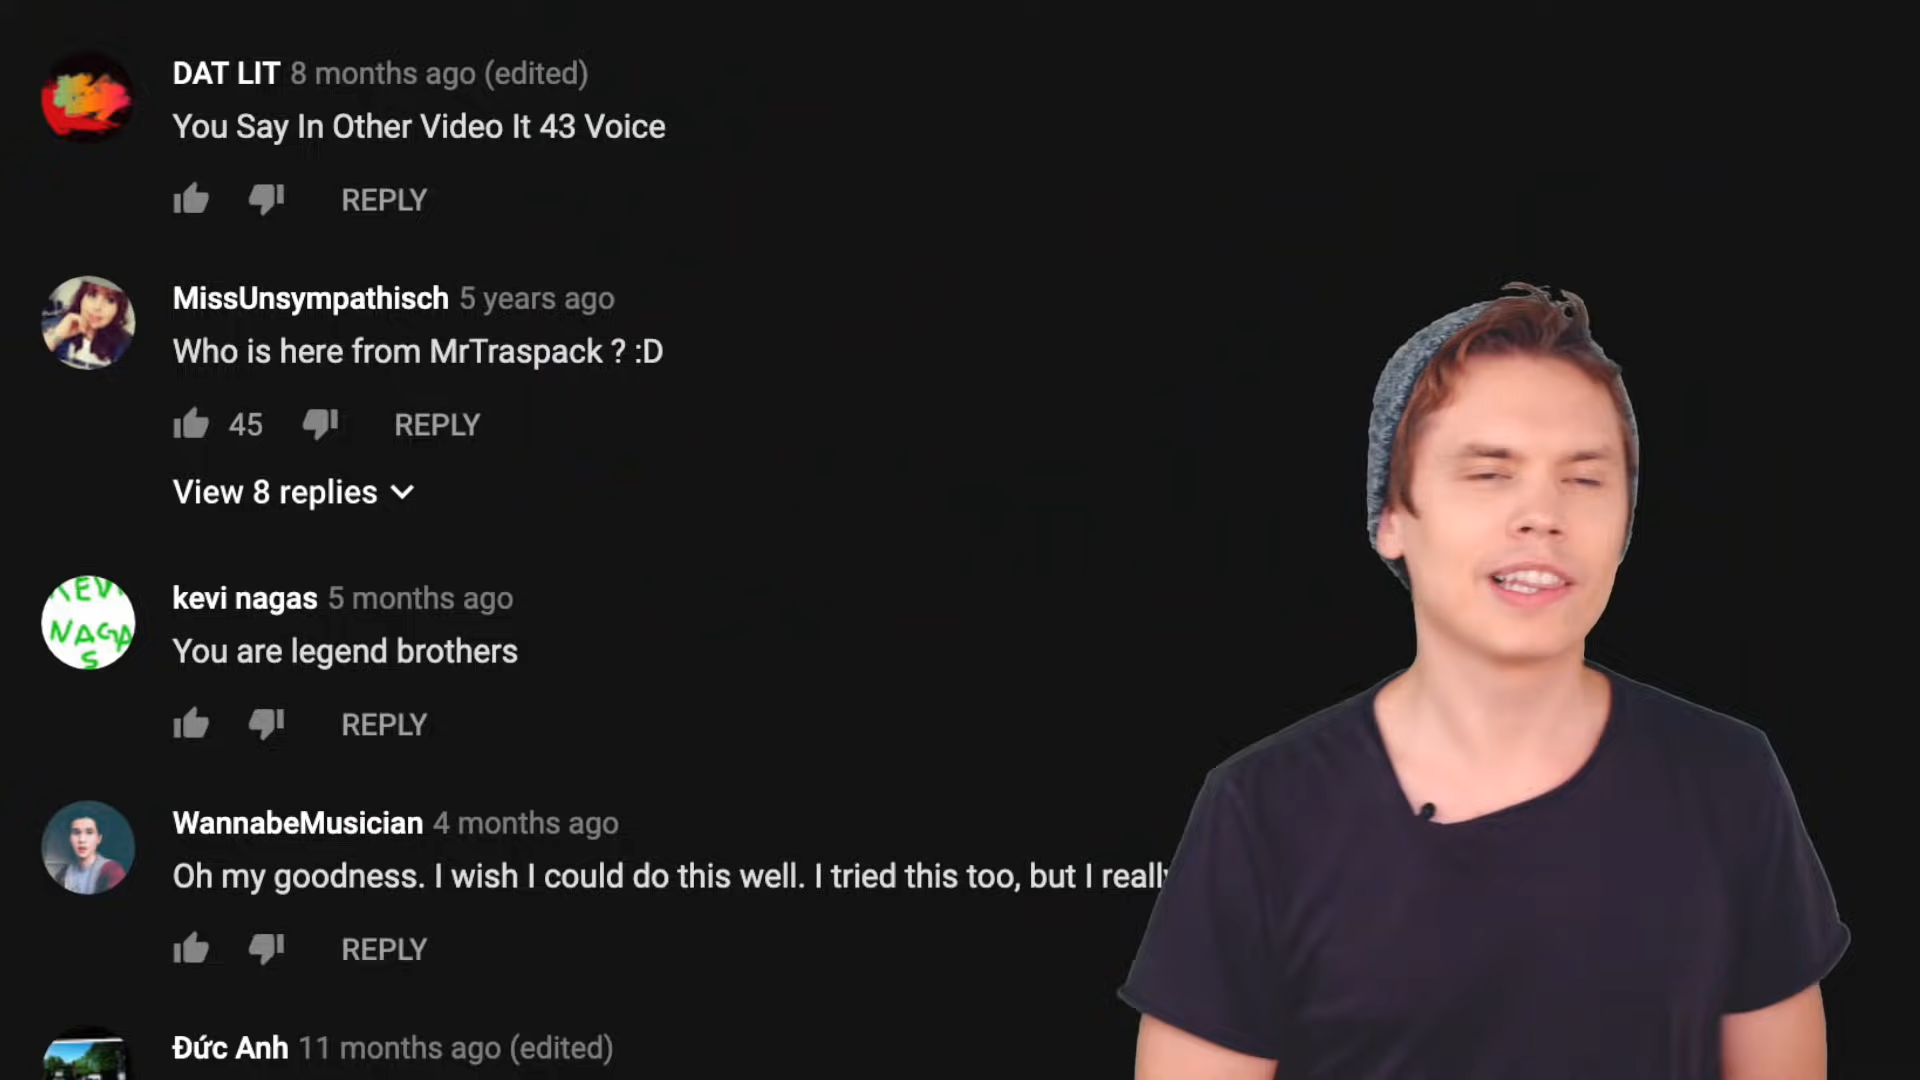 DAT LIT 8 months ago (edited)
You Say In Other Video It 43 Voice
REPLY
MissUnsympathisch 5 years ago
Who is here from MrTraspack ? :D
45 REPLY
View 8 replies
KEVI
NAGA
S
kevi nagas 5 months ago
You are legend brothers
REPLY
WannabeMusician 4 months ago
Oh my goodness. I wish I could do this well. I tried this too, but I reall
REPLY
Đức Anh 11 months ago (edited)